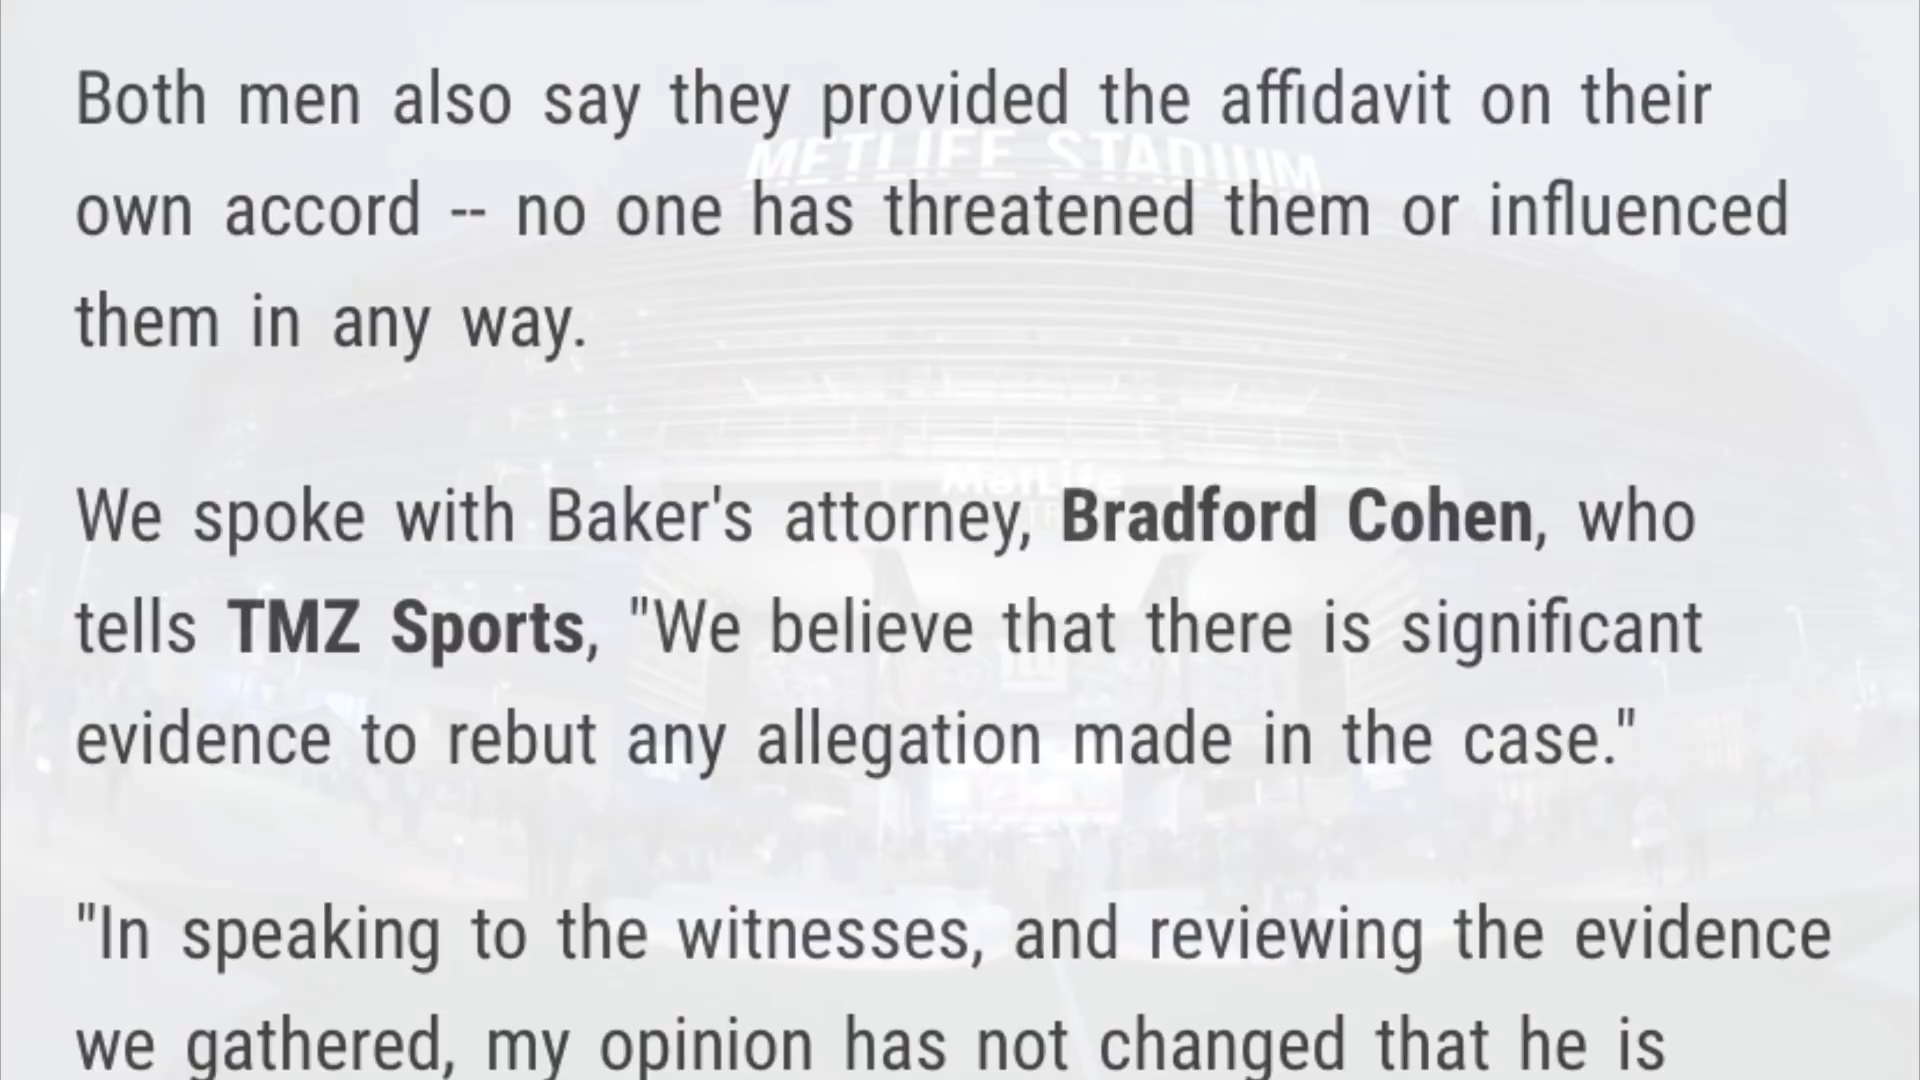 Both men also say they provided the affidavit on their
METLIFE STADIUM
own accord -- no one has threatened them or influenced
them in any way.
MetLife
We spoke with Baker's attorney, Bradford Cohen, who
tells TMZ Sports, "We believe that there is significant
evidence to rebut any allegation made in the case."
"In speaking to the witnesses, and reviewing the evidence
we gathered, my opinion has not changed that he is